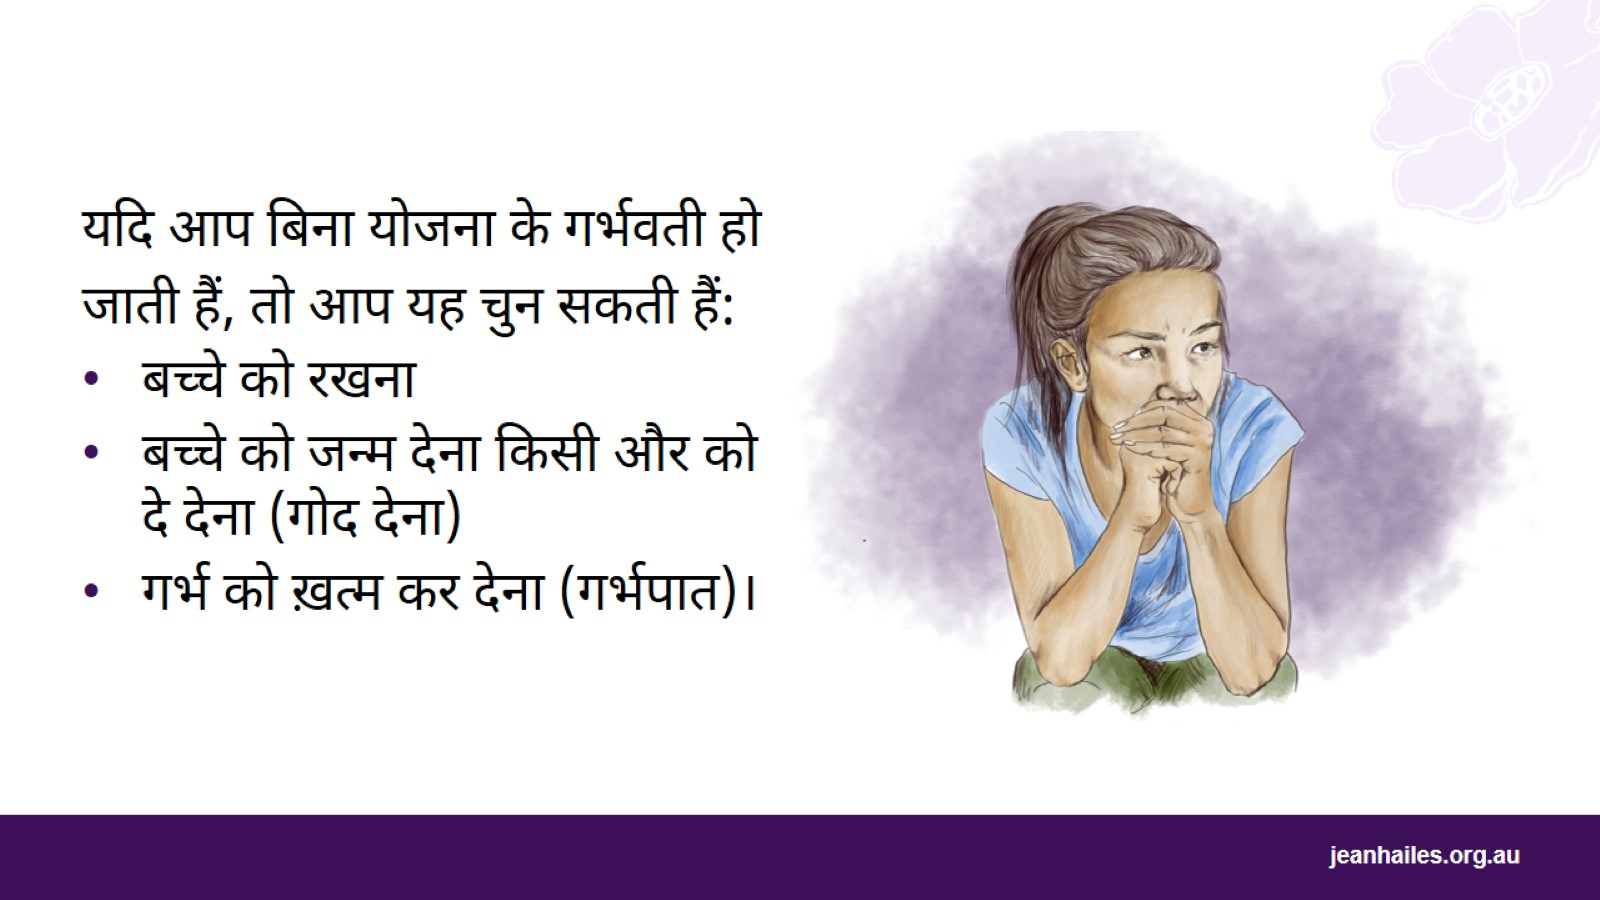 यदि आप बिना योजना के गर्भवती हो
जाती हैं, तो आप यह चुन सकती हैं:
• बच्चे को रखना
• बच्चे को जन्म देना किसी और को
दे देना (गोद देना)
• गर्भ को ख़त्म कर देना (गर्भपात)।
jeanhailes.org.au